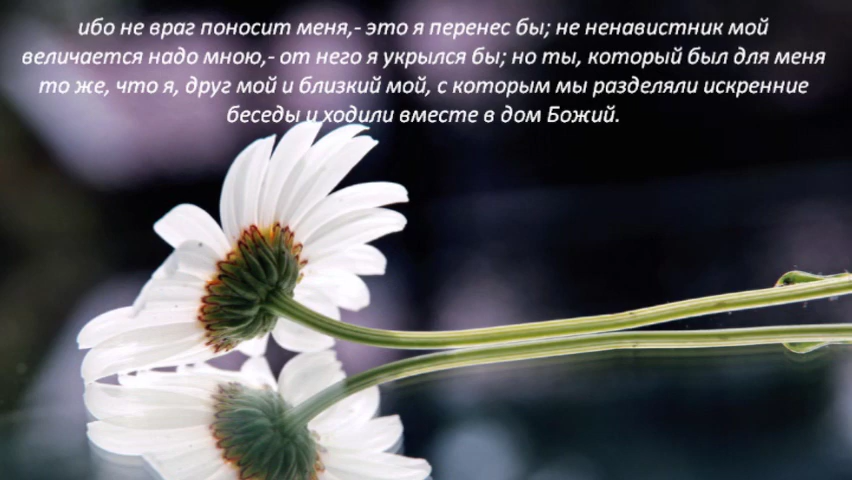 ибо не враг поносит меня,- это я перенес бы; не ненавистник мой
величается надо мною,- от него я укрылся бы; но ты, который был для меня
то же, что я, друг мой и близкий мой, с которым мы разделяли искренние
беседы и ходили вместе в дом Божий.